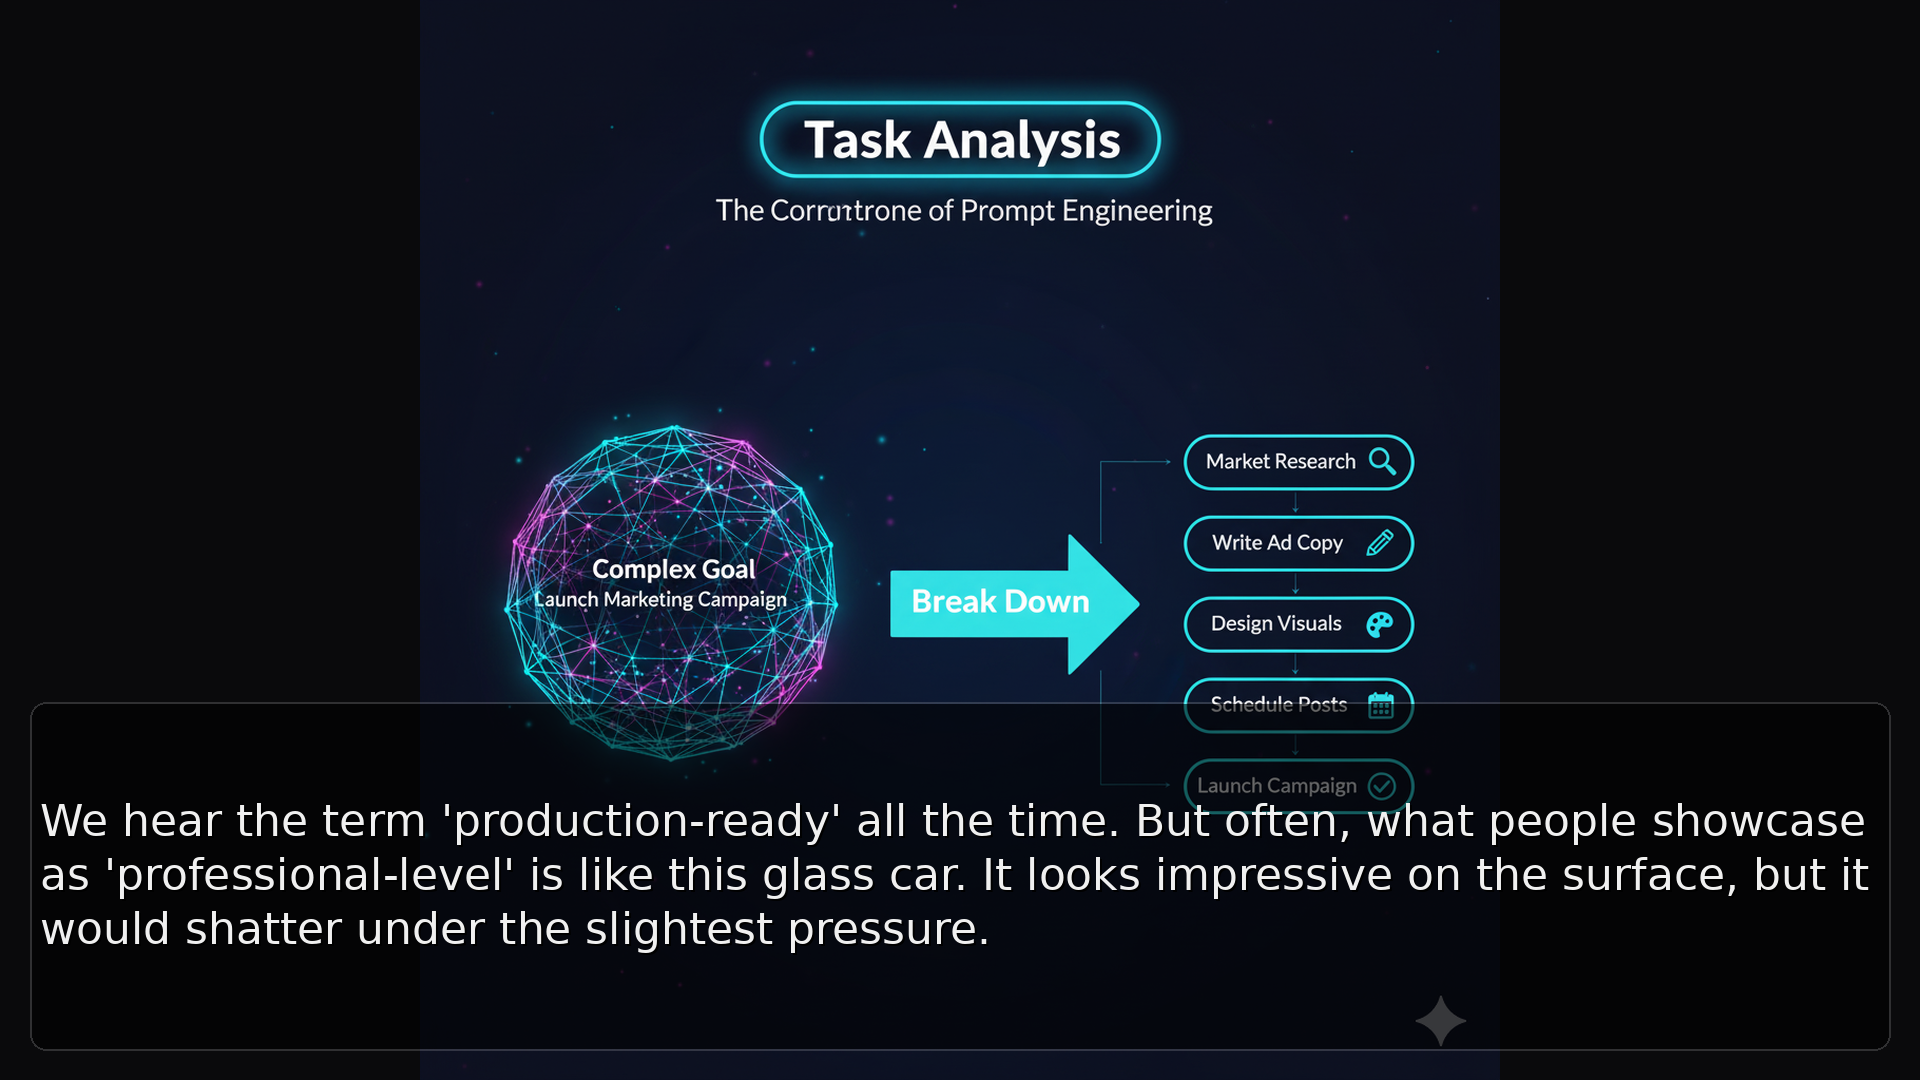 Task Analysis
The Corrntrone of Prompt Engineering
Complex Goal
Launch Marketing Campaign
Break Down
Market Research
Write Ad Copy
Design Visuals
Schedule Posts
Launch Campaign
We hear the term 'production-ready' all the time. But often, what people showcase
as 'professional-level' is like this glass car. It looks impressive on the surface, but it
would shatter under the slightest pressure.